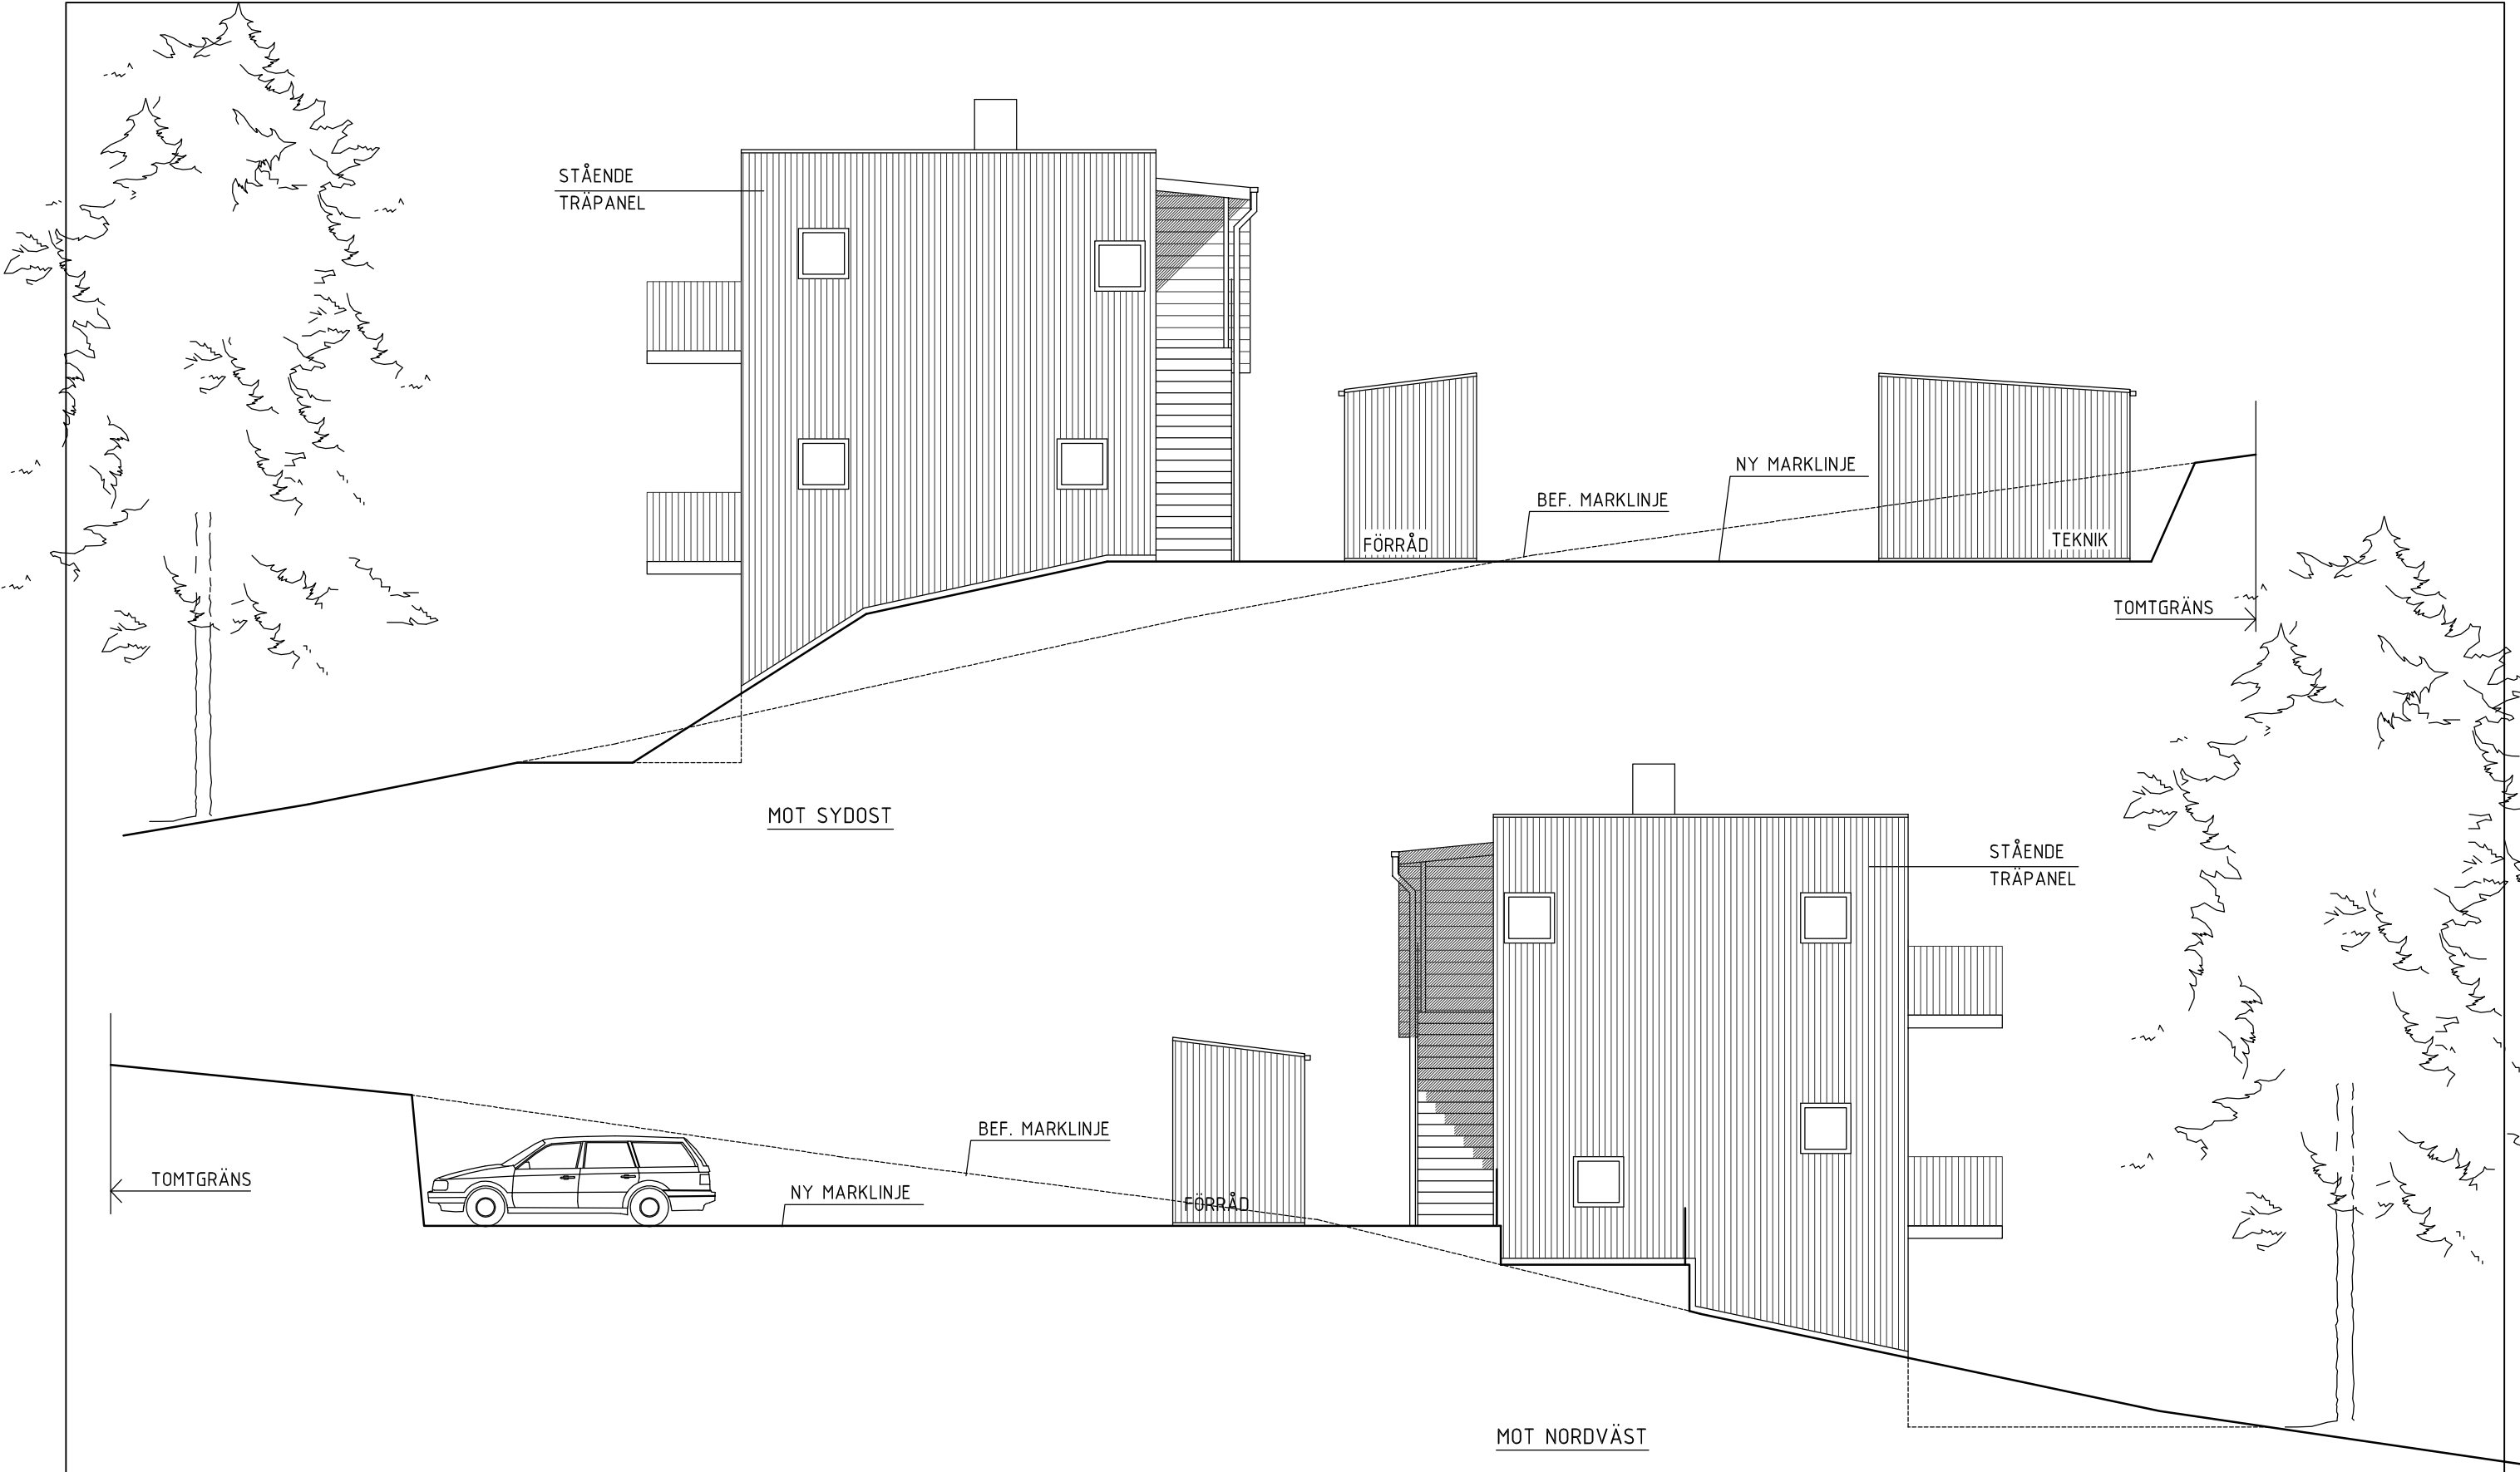 STÅENDE
TRÄPANEL
NY MARKLINJE
BEF. MARKLINJE
FÖRRÅD
TEKNIK
TOMTGRÄNS
MOT SYDOST
STÅENDE
TRÄPANEL
BEF. MARKLINJE
TOMTGRÄNS
NY MARKLINJE
FÖRRÅD
MOT NORDVÄST